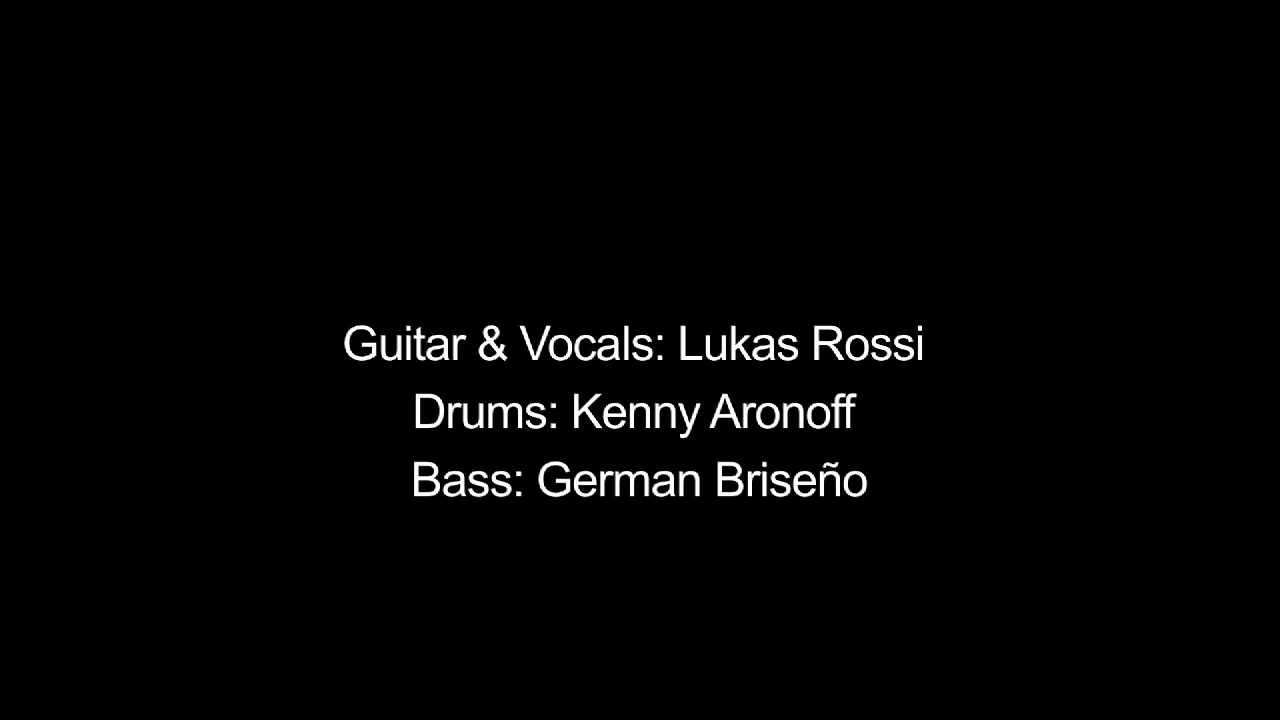 Guitar & Vocals: Lukas Rossi
Drums: Kenny Aronoff
Bass: German Briseño